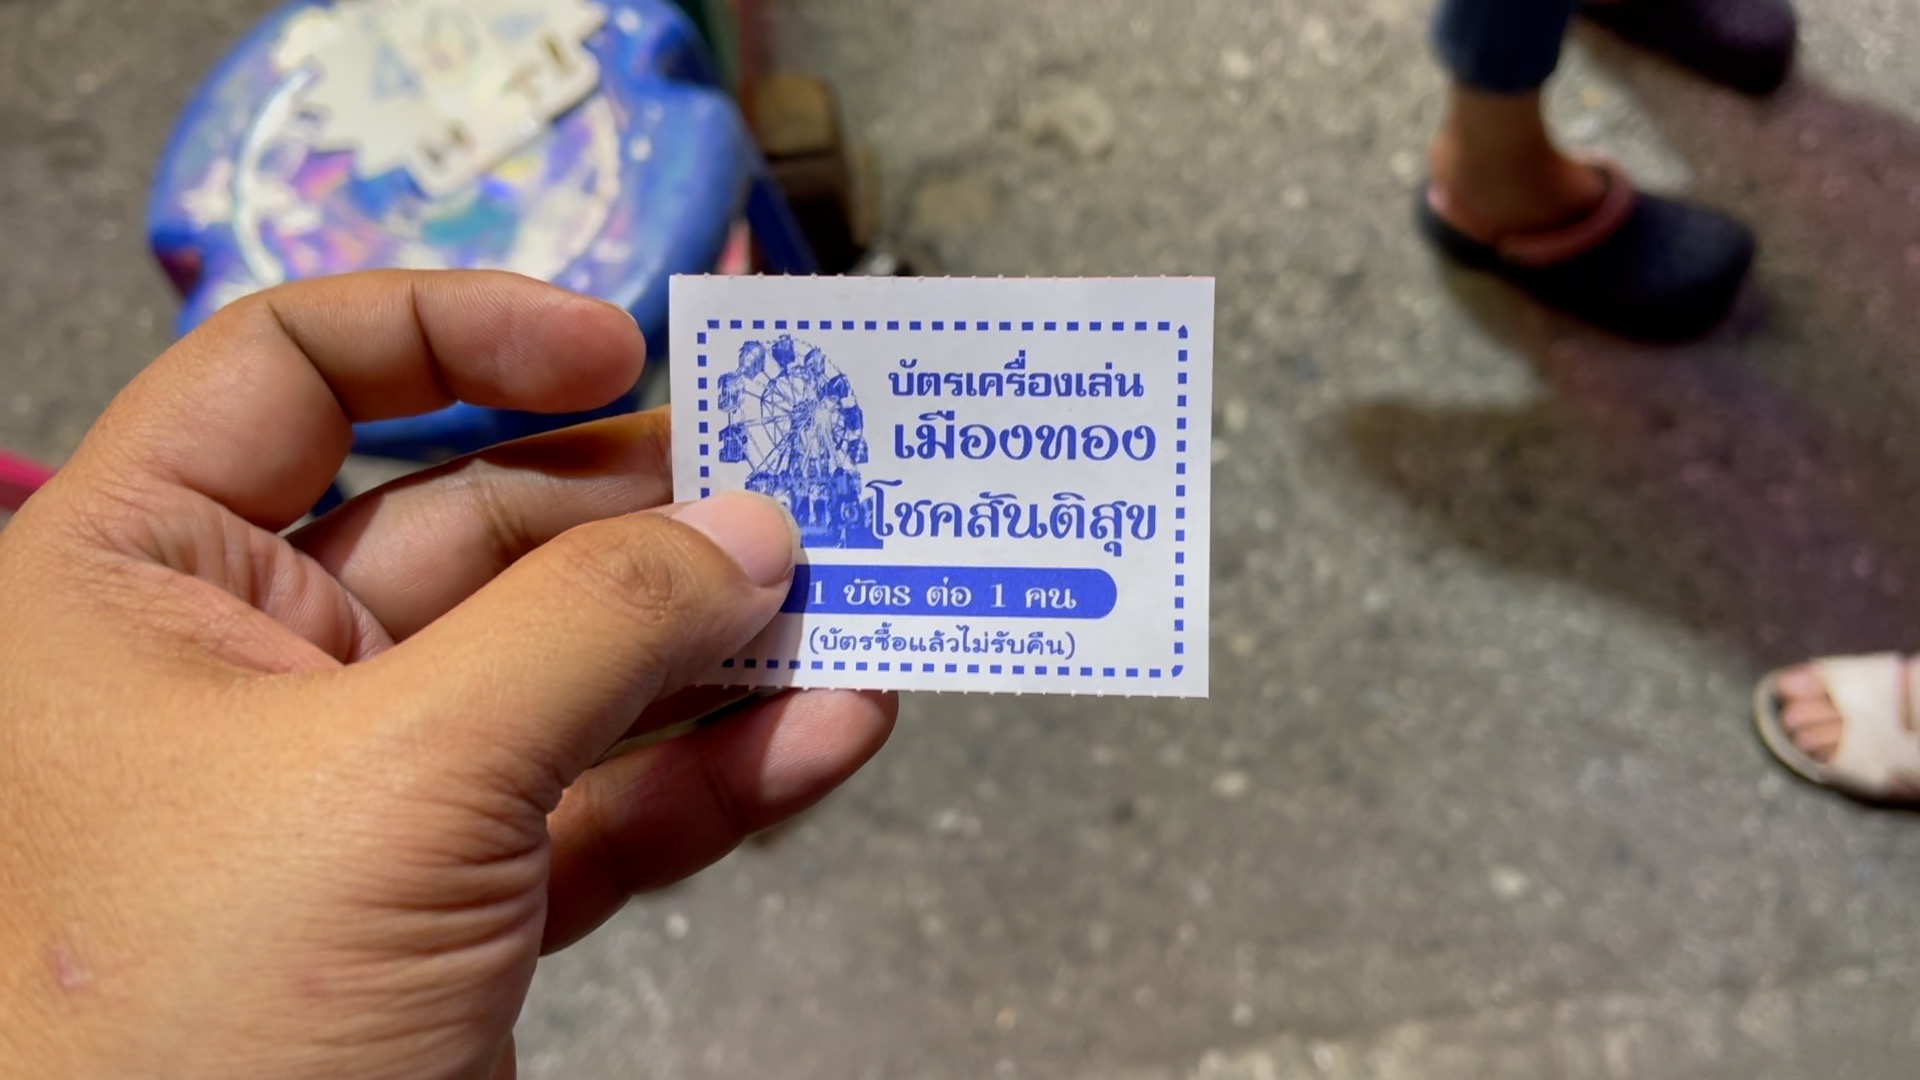 บัตรเครื่องเล่น
เมืองทอง
โชคสันติสุข
1 บัตร ต่อ 1 คน
(บัตรซื้อแล้วไม่รับคืน)